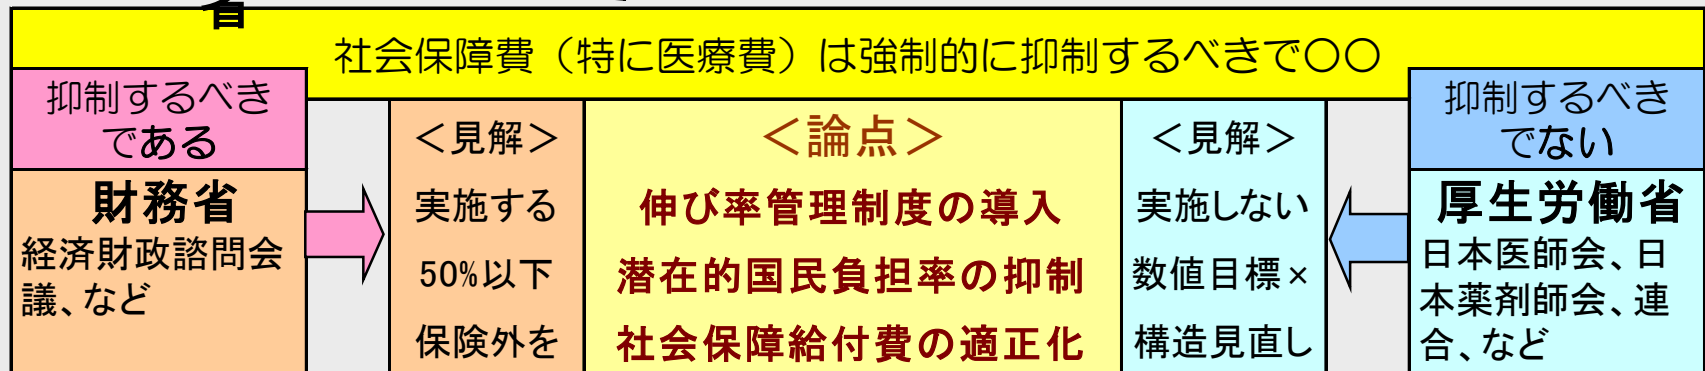 省
社会保障費（特に医療費）は強制的に抑制するべきで〇〇
抑制するべき
である
財務省
経済財政諮問会
議、など
＜見解＞
実施する
50%以下
保険外を
＜論点＞
伸び率管理制度の導入
潜在的国民負担率の抑制
社会保障給付費の適正化
＜見解＞
実施しない
数値目標×
構造見直し
抑制するべき
でない
厚生労働省
日本医師会、日
本薬剤師会、連
合、など